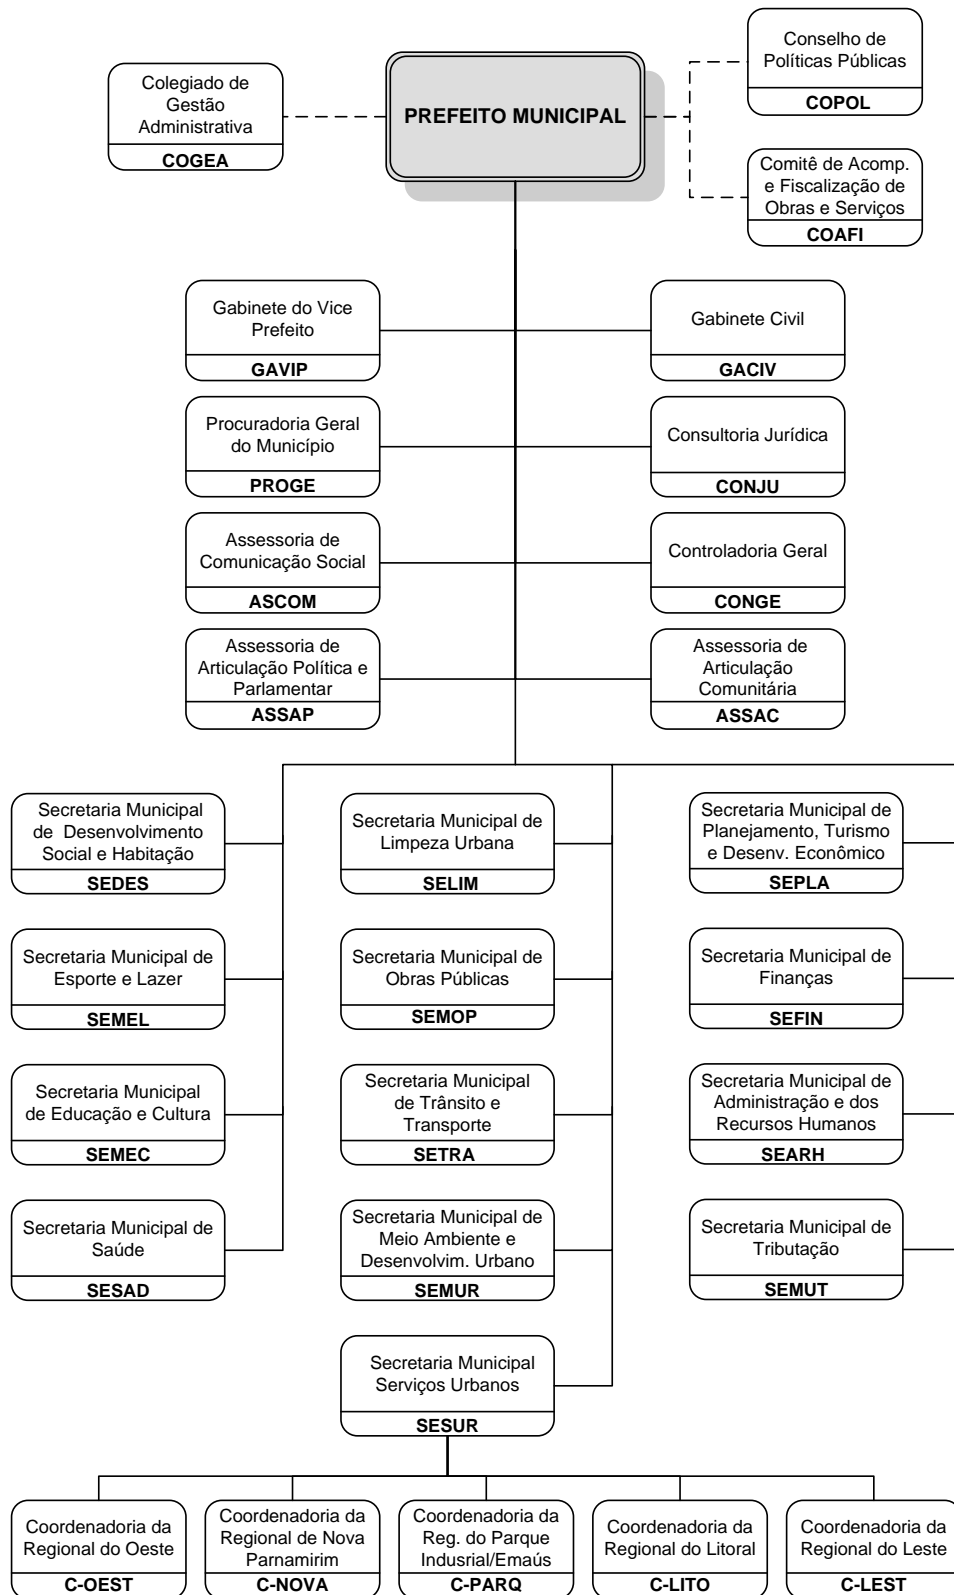 Conselho de
Políticas Públicas
COPOL
Colegiado de
Gestão
Administrativa
COGEA
PREFEITO MUNICIPAL
Comitê de Acomp.
e Fiscalização de
Obras e Serviços
COAFI
Gabinete do Vice
Prefeito
GAVIP
Gabinete Civil
GACIV
Procuradoria Geral
do Município
PROGE
Consultoria Jurídica
CONJU
Assessoria de
Comunicação Social
ASCOM
Controladoria Geral
CONGE
Assessoria de
Articulação Política e
Parlamentar
ASSAP
Assessoria de
Articulação
Comunitária
ASSAC
Secretaria Municipal
de Desenvolvimento
Social e Habitação
SEDES
Secretaria Municipal de
Limpeza Urbana
SELIM
Secretaria Municipal de
Planejamento, Turismo
e Desenv. Econômico
SEPLA
Secretaria Municipal de
Esporte e Lazer
SEMEL
Secretaria Municipal de
Obras Públicas
SEMOP
Secretaria Municipal de
Finanças
SEFIN
Secretaria Municipal
de Educação e Cultura
SEMEC
Secretaria Municipal
de Trânsito e
Transporte
SETRA
Secretaria Municipal de
Administração e dos
Recursos Humanos
SEARH
Secretaria Municipal de
Saúde
SESAD
Secretaria Municipal de
Meio Ambiente e
Desenvolvim. Urbano
SEMUR
Secretaria Municipal de
Tributação
SEMUT
Secretaria Municipal
Serviços Urbanos
SESUR
Coordenadoria da
Regional do Oeste
C-OEST
Coordenadoria da
Regional de Nova
Parnamirim
C-NOVA
Coordenadoria da
Reg. do Parque
Indusrial/Emaús
C-PARQ
Coordenadoria da
Regional do Litoral
C-LITO
Coordenadoria da
Regional do Leste
C-LEST